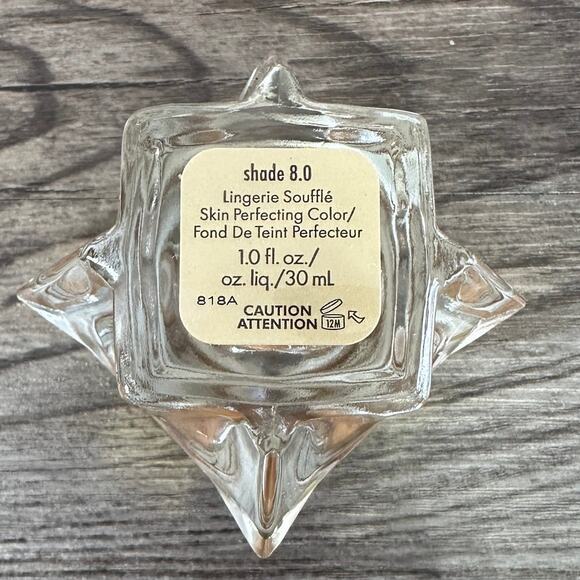 shade 8.0
Lingerie Soufflé
Skin Perfecting Color/
Fond De Teint Perfecteur
1.0 fl. oz./
oz. liq./30 mL
818A
CAUTION
ATTENTION 12M